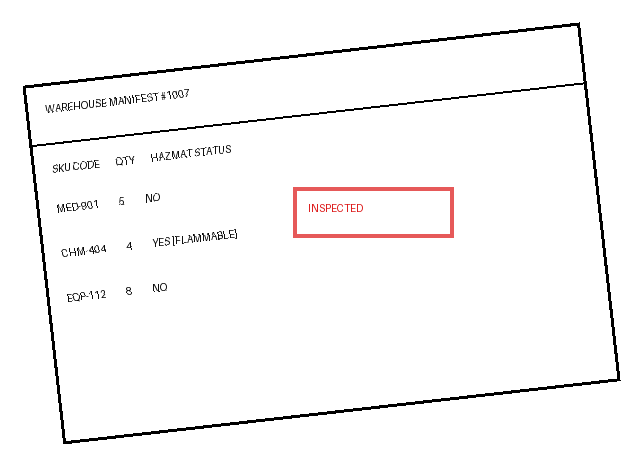 WAREHOUSE MANIFEST #1007
SKU CODE QTY HAZMAT STATUS
MED-901 5 NO
INSPECTED
CHM-404 4 YES [FLAMMABLE]
EQP-112 8 NO